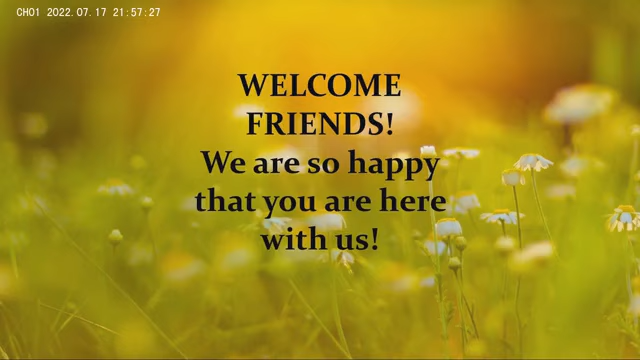 CH01 2022.07.17 21:57:27
WELCOME
FRIENDS!
We are so happy
that you are here
with us!